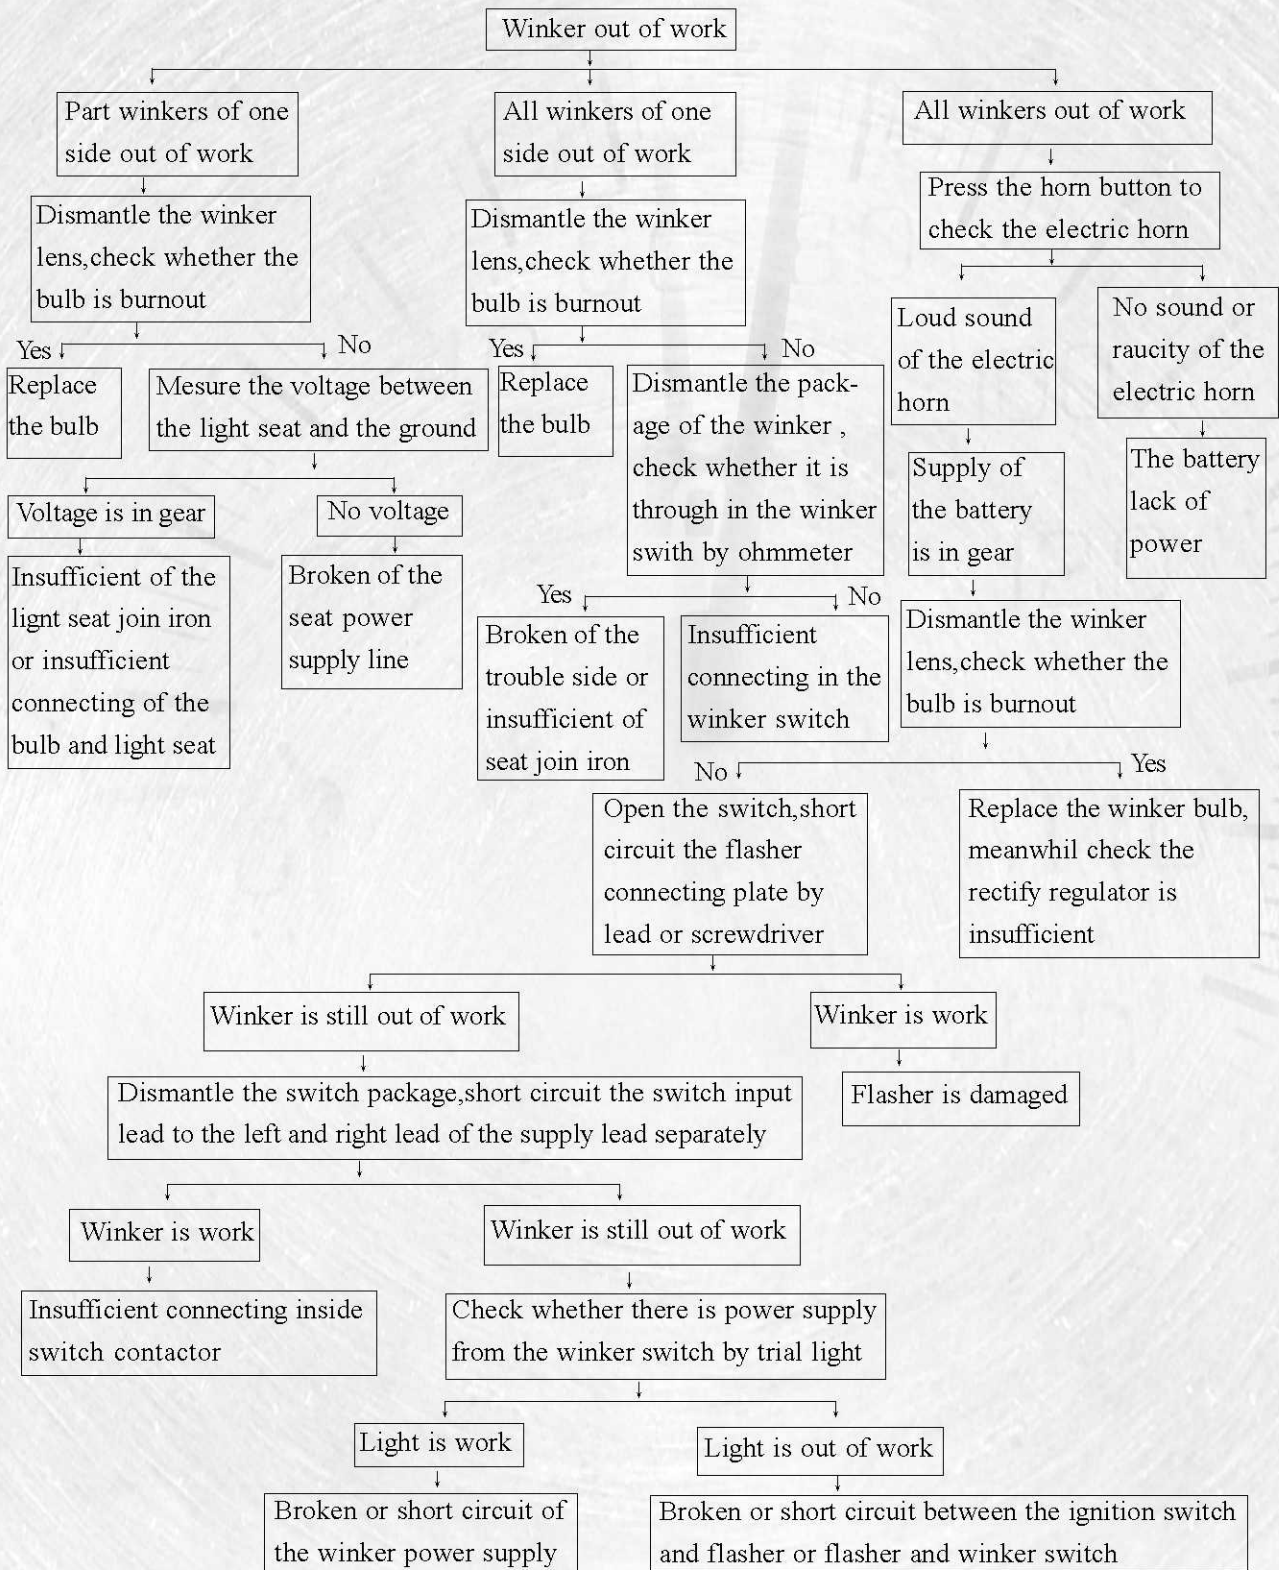 Winker out of work
Part winkers of one
side out of work
All winkers of one
side out of work
All winkers out of work
Dismantle the winker
lens,check whether the
bulb is burnout
Dismantle the winker
lens,check whether the
bulb is burnout
Press the horn button to
check the electric horn
Yes
No
Yes
No
Loud sound
of the electric
horn
No sound or
raucity of the
electric horn
Replace
the bulb
Mesure the voltage between
the light seat and the ground
Replace
the bulb
Dismantle the pack-
age of the winker ,
check whether it is
through in the winker
swith by ohmmeter
Supply of
the battery
is in gear
The battery
lack of
power
Voltage is in gear
No voltage
Insufficient of the
lignt seat join iron
or insufficient
connecting of the
bulb and light seat
Broken of the
seat power
supply line
Yes
No
Broken of the
trouble side or
insufficient of
seat join iron
Insufficient
connecting in the
winker switch
Dismantle the winker
lens,check whether the
bulb is burnout
No
Yes
Open the switch,short
circuit the flasher
connecting plate by
lead or screwdriver
Replace the winker bulb,
meanwhil check the
rectify regulator is
insufficient
Winker is still out of work
Winker is work
Dismantle the switch package,short circuit the switch input
lead to the left and right lead of the supply lead separately
Flasher is damaged
Winker is work
Winker is still out of work
Insufficient connecting inside
switch contactor
Check whether there is power supply
from the winker switch by trial light
Light is work
Light is out of work
Broken or short circuit of
the winker power supply
Broken or short circuit between the ignition switch
and flasher or flasher and winker switch